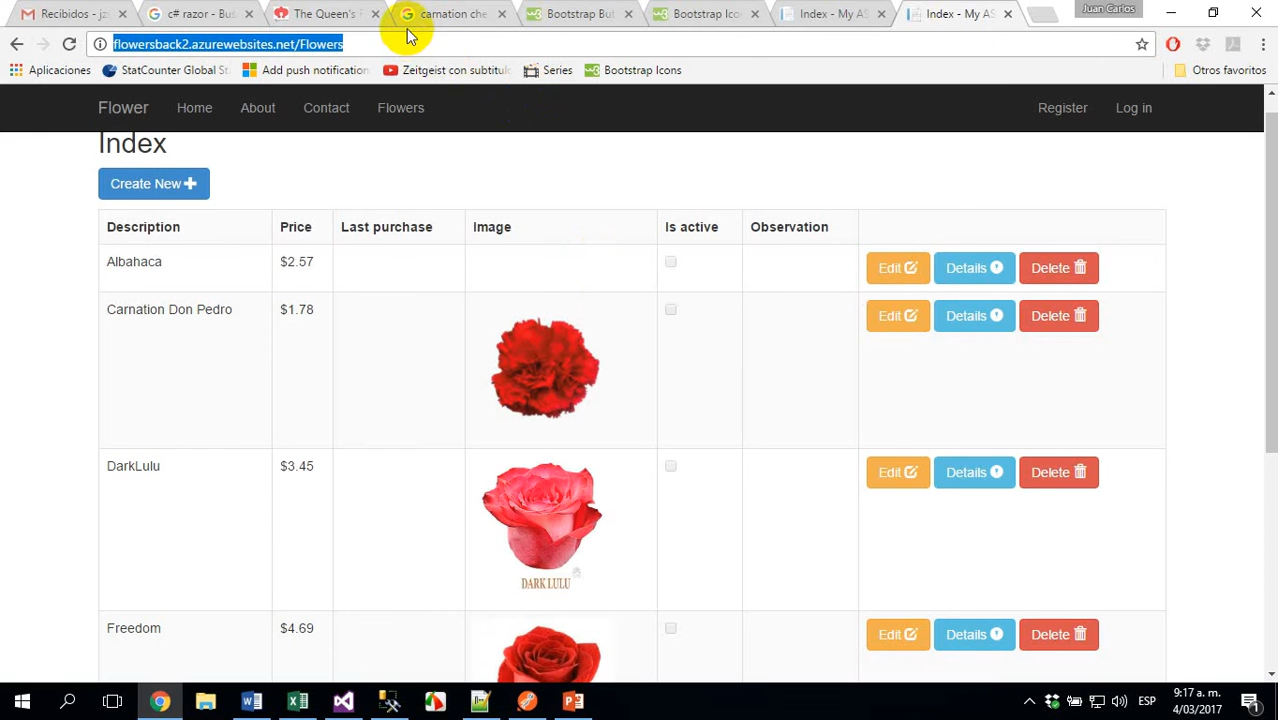 Juan Carlos
Recibidos - ja
c# razor - Bus
The Queen's F
carnation che
Bootstrap But
Bootstrap Ico
Index - My AS
Index - My AS
flowersback2.azurewebsites.net/Flowers
Aplicaciones
StatCounter Global St
Add push notification
Zeitgeist con subtitul
Series
Bootstrap Icons
Otros favoritos
Flower
Home
About
Contact
Flowers
Register
Log in
Index
Create New
Description Price Last purchase Image Is active Observation
Albahaca $2.57 Edit Details Delete
Carnation Don Pedro $1.78 Edit Details Delete
DarkLulu $3.45 Edit Details Delete
DARK LULU
Freedom $4.69 Edit Details Delete
ESP
9:17 a. m.
4/03/2017
1